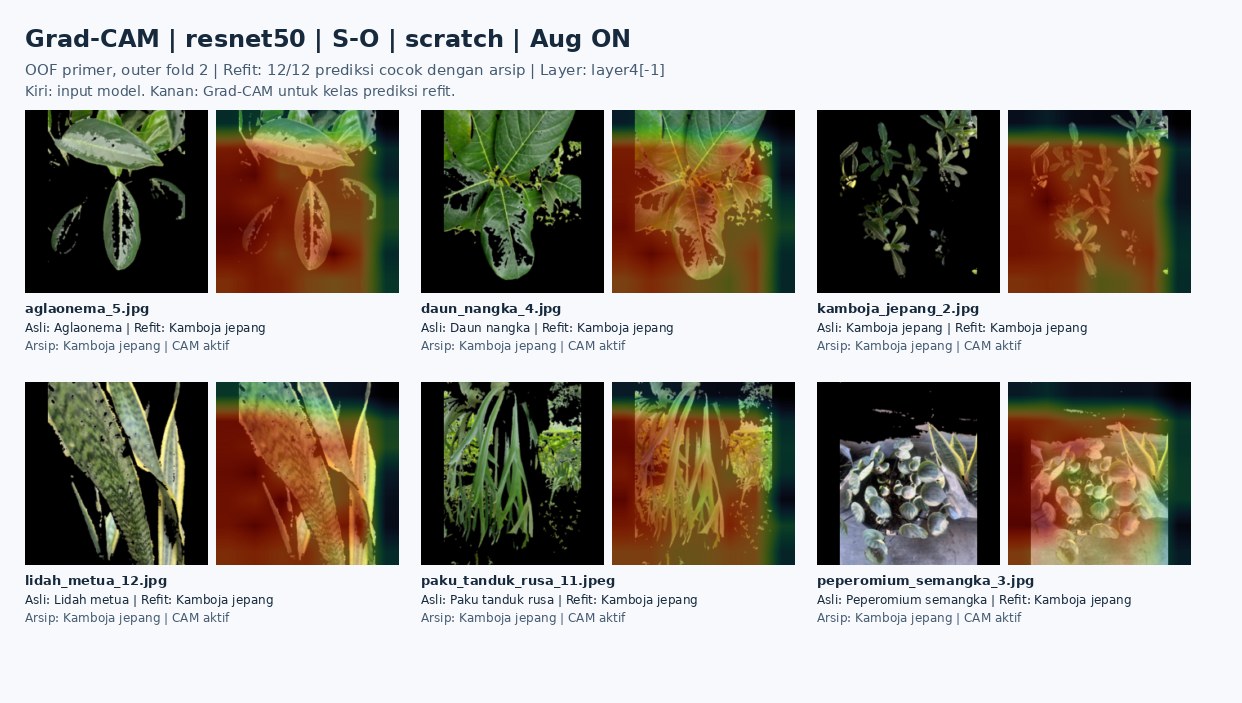 Grad-CAM | resnet50 | S-O | scratch | Aug ON
OOF primer, outer fold 2 | Refit: 12/12 prediksi cocok dengan arsip | Layer: layer4[-1]
Kiri: input model. Kanan: Grad-CAM untuk kelas prediksi refit.
aglaonema_5.jpg
Asli: Aglaonema | Refit: Kamboja jepang
Arsip: Kamboja jepang | CAM aktif
daun_nangka_4.jpg
Asli: Daun nangka | Refit: Kamboja jepang
Arsip: Kamboja jepang | CAM aktif
kamboja_jepang_2.jpg
Asli: Kamboja jepang | Refit: Kamboja jepang
Arsip: Kamboja jepang | CAM aktif
lidah_metua_12.jpg
Asli: Lidah metua | Refit: Kamboja jepang
Arsip: Kamboja jepang | CAM aktif
paku_tanduk_rusa_11.jpeg
Asli: Paku tanduk rusa | Refit: Kamboja jepang
Arsip: Kamboja jepang | CAM aktif
peperomium_semangka_3.jpg
Asli: Peperomium semangka | Refit: Kamboja jepang
Arsip: Kamboja jepang | CAM aktif